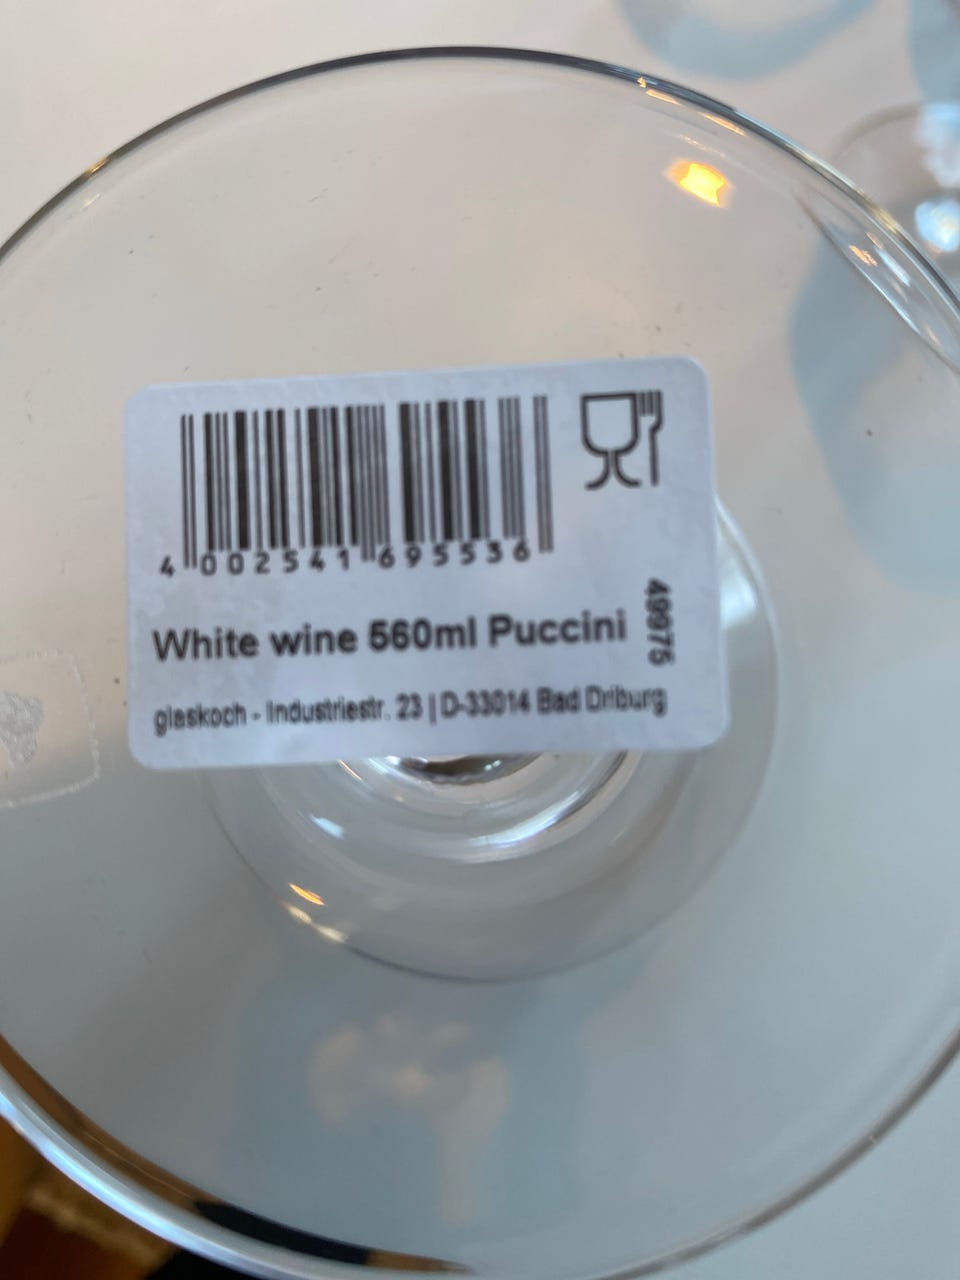 4 002541 695536
White wine 560ml Puccini
49975
glaskoch - Industriestr. 23 | D-33014 Bad Driburg